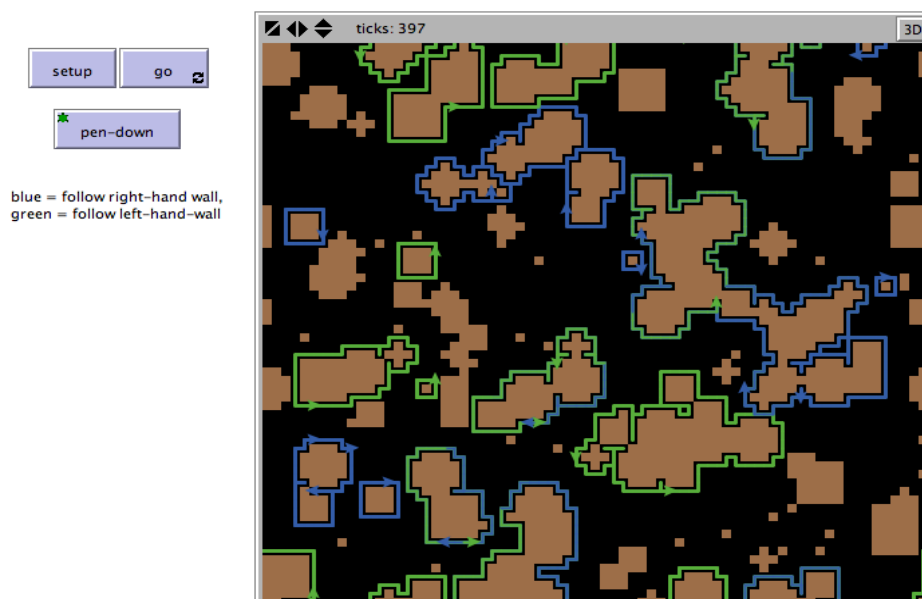 ticks: 397
3D
setup
go
pen-down
blue = follow right-hand wall,
green = follow left-hand-wall